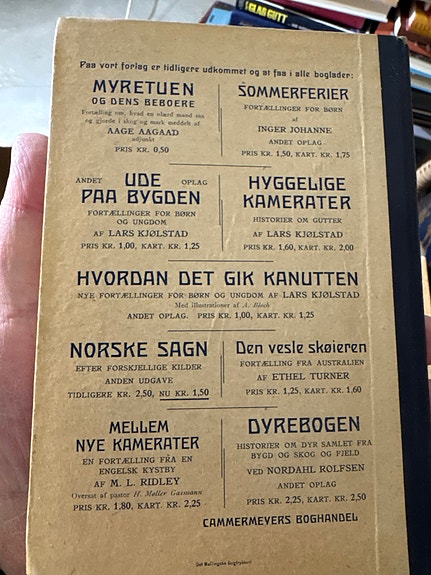 GLAB GUTT
Paa vort forlag er tidligere udkommet og at faa i alle boglader:
MYRETUEN
OG DENS BEBOERE
Fortælling om, hvad en ulærd mand saa
og gjorde i skog og mark meddelt af
AAGE AAGAAD
adjunkt
PRIS KR. 0,50
SOMMERFERIER
FORTÆLLINGER FOR BØRN
af
INGER JOHANNE
ANDET OPLAG
PRIS KR. 1,50, KART. KR. 1,75
ANDET UDE OPLAG
PAA BYGDEN
FORTÆLLINGER FOR BØRN
OG UNGDOM
AF LARS KJØLSTAD
PRIS KR. 1,00, KART. KR. 1,25
HYGGELIGE
KAMERATER
HISTORIER OM GUTTER
AF LARS KJØLSTAD
PRIS KR. 1,60, KART. KR. 2,00
HVORDAN DET GIK KANUTTEN
NYE FORTÆLLINGER FOR BØRN OG UNGDOM AF LARS KJØLSTAD
Med illustrationer af A. Bloch
ANDET OPLAG. PRIS KR. 1,00, KART. KR. 1,25
NORSKE SAGN
EFTER FORSKJELLIGE KILDER
ANDEN UDGAVE
TIDLIGERE KR. 2,50, NU KR. 1,50
Den vesle skøieren
FORTÆLLING FRA AUSTRALIEN
AF ETHEL TURNER
PRIS KR. 1,25, KART. KR. 1,60
MELLEM
NYE KAMERATER
EN FORTÆLLING FRA EN
ENGELSK KYSTBY
AF M. L. RIDLEY
Oversat af pastor H. Møller Gasmann
PRIS KR. 1,80, KART. KR. 2,25
DYREBOGEN
HISTORIER OM DYR SAMLET FRA
BYGD OG SKOG OG FJELD
VED NORDAHL ROLFSEN
ANDET OPLAG
PRIS KR. 2,25, KART. KR. 2,50
CAMMERMEYERS BOGHANDEL
Det Mallingske Bogtrykkeri